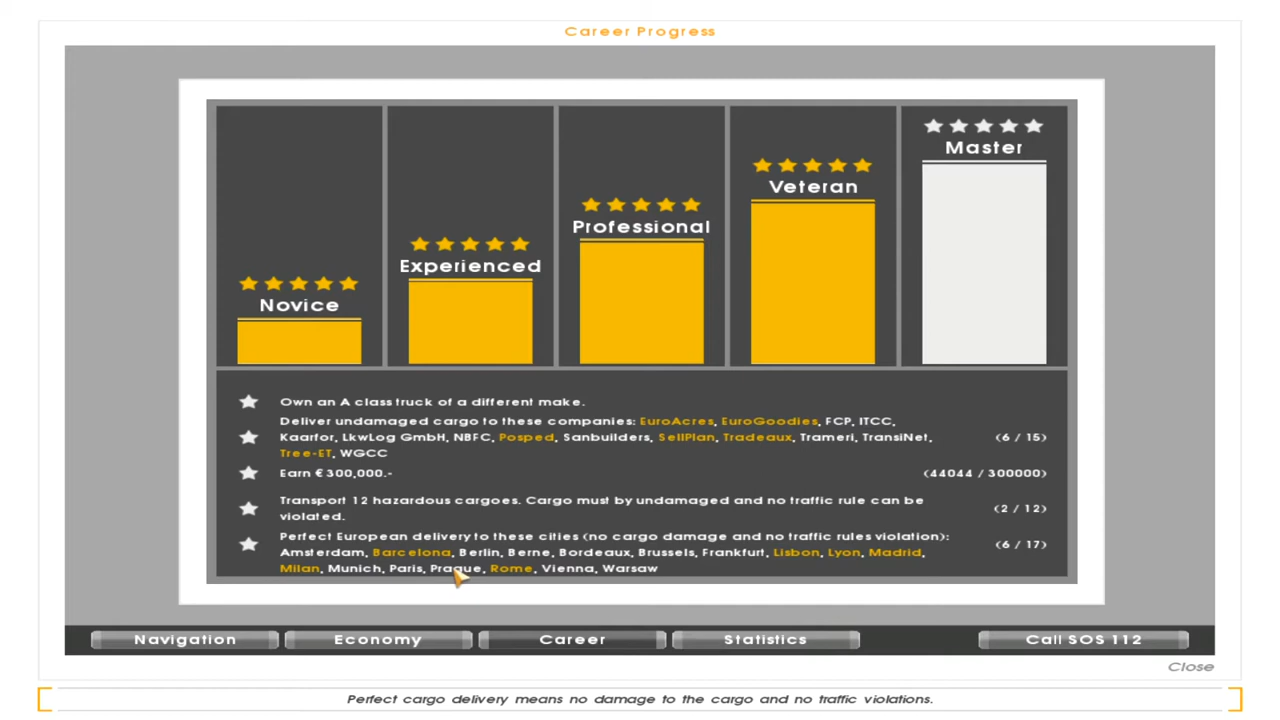 Career Progress
Master
Veteran
Professional
Experienced
Novice
Own an A class truck of a different make.
Deliver undamaged cargo to these companies: EuroAcres, EuroGoodies, FCP, ITCC,
Kaarfor, LkwLog GmbH, NBFC, Posped, Sanbuilders, SellPlan, Tradeaux, Trameri, TransiNet, (6 / 15)
Tree-ET, WGCC
Earn € 300,000.- (44044 / 300000)
Transport 12 hazardous cargoes. Cargo must by undamaged and no traffic rule can be
violated. (2 / 12)
Perfect European delivery to these cities (no cargo damage and no traffic rules violation):
Amsterdam, Barcelona, Berlin, Berne, Bordeaux, Brussels, Frankfurt, Lisbon, Lyon, Madrid, (6 / 17)
Milan, Munich, Paris, Prague, Rome, Vienna, Warsaw
Navigation Economy Career Statistics Call SOS 112
Close
Perfect cargo delivery means no damage to the cargo and no traffic violations.